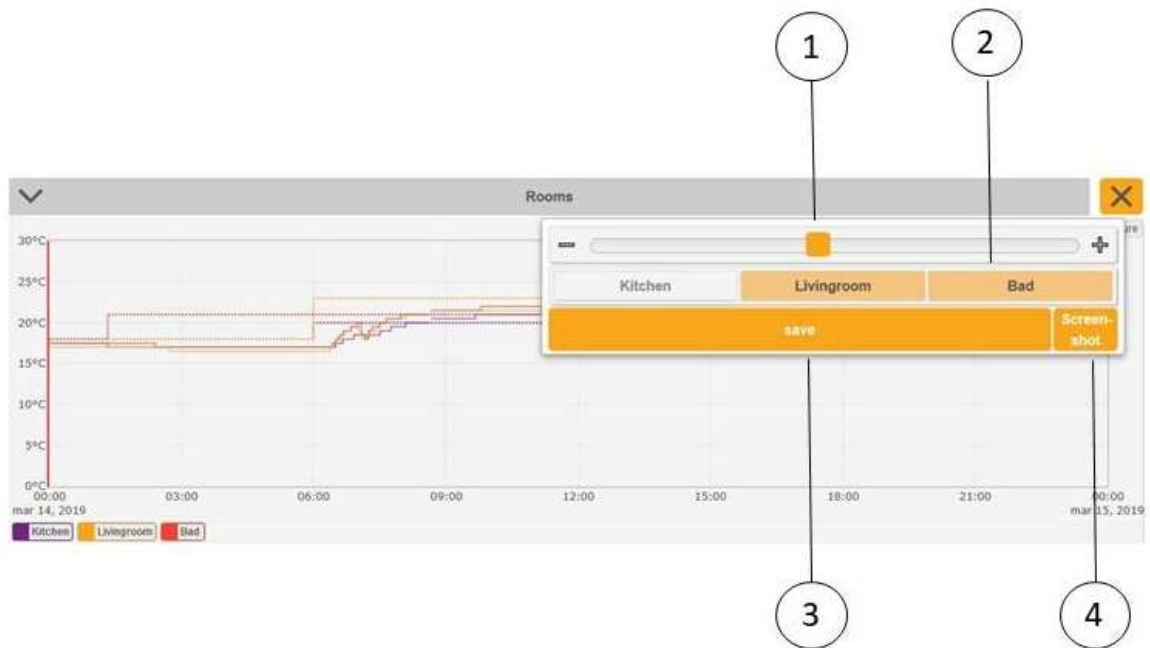 1
2
Rooms
ure
30°C
Kitchen Livingroom Bad
25°C
20°C
save
Screen-
shot
15°C
10°C
5°C
0°C
00:00 03:00 06:00 09:00 12:00 15:00 18:00 21:00 00:00
mar 14, 2019 mar 15, 2019
Kitchen Livingroom Bad
3
4